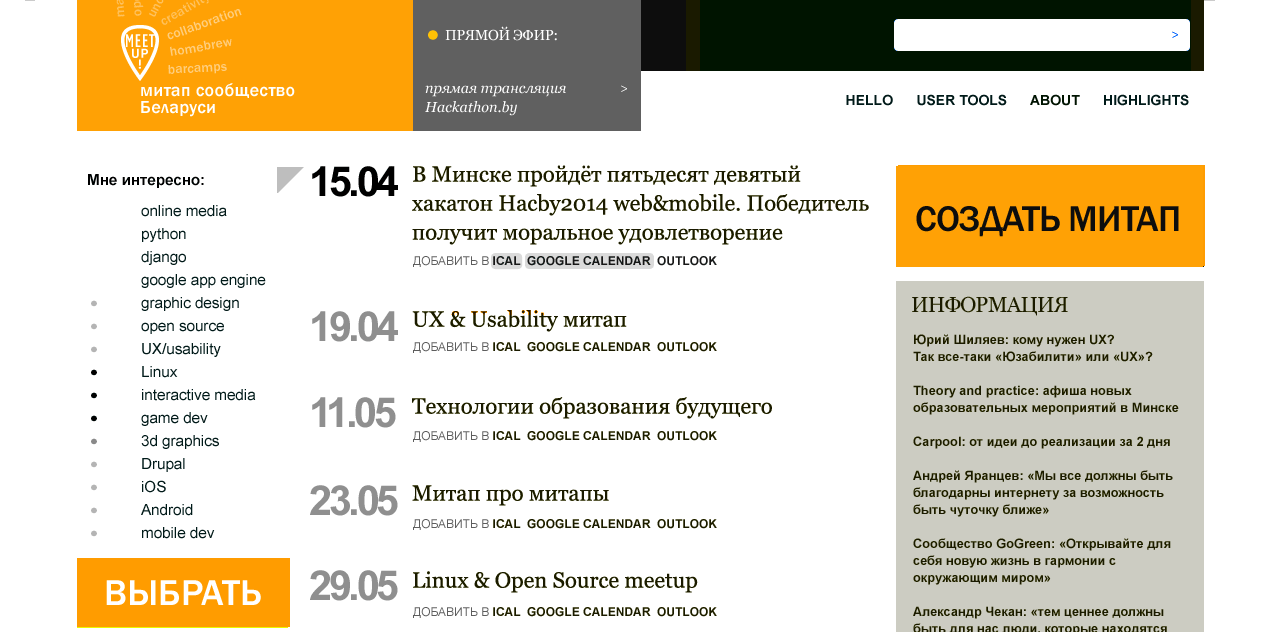 creativity
collaboration
homebrew
barcamps
MEET
UP
!
митап сообщество
Беларуси
ПРЯМОЙ ЭФИР:
прямая трансляция >
Hackathon.by
>
HELLO USER TOOLS ABOUT HIGHLIGHTS
Мне интересно:
online media
python
django
google app engine
graphic design
open source
UX/usability
Linux
interactive media
game dev
3d graphics
Drupal
iOS
Android
mobile dev
ВЫБРАТЬ
15.04
В Минске пройдёт пятьдесят девятый
хакатон Hacby2014 web&mobile. Победитель
получит моральное удовлетворение
ДОБАВИТЬ В ICAL GOOGLE CALENDAR OUTLOOK
19.04
UX & Usability митап
ДОБАВИТЬ В ICAL GOOGLE CALENDAR OUTLOOK
11.05
Технологии образования будущего
ДОБАВИТЬ В ICAL GOOGLE CALENDAR OUTLOOK
23.05
Митап про митапы
ДОБАВИТЬ В ICAL GOOGLE CALENDAR OUTLOOK
29.05
Linux & Open Source meetup
ДОБАВИТЬ В ICAL GOOGLE CALENDAR OUTLOOK
СОЗДАТЬ МИТАП
ИНФОРМАЦИЯ
Юрий Шиляев: кому нужен UX?
Так все-таки «Юзабилити» или «UX»?
Theory and practice: афиша новых
образовательных мероприятий в Минске
Carpool: от идеи до реализации за 2 дня
Андрей Яранцев: «Мы все должны быть
благодарны интернету за возможность
быть чуточку ближе»
Сообщество GoGreen: «Открывайте для
себя новую жизнь в гармонии с
окружающим миром»
Александр Чекан: «тем ценнее должны
быть для нас люди, которые находятся